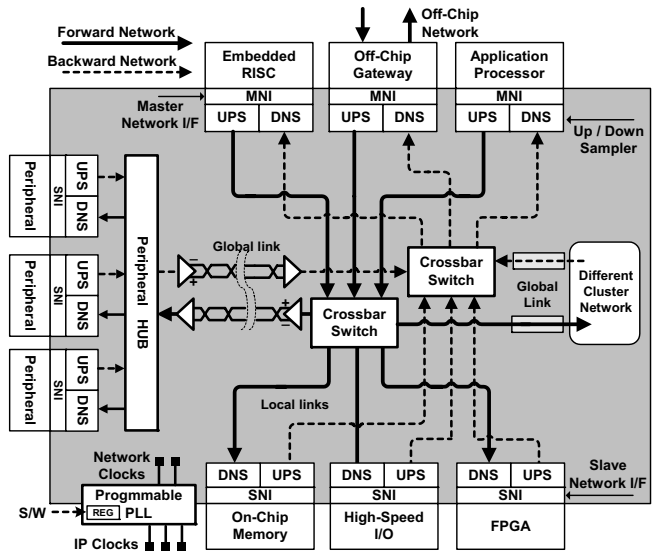 Forward Network
Backward Network
Off-Chip
Network
Embedded
RISC
Off-Chip
Gateway
Application
Processor
MNI
MNI
MNI
Master
Network I/F
UPS
DNS
UPS
DNS
UPS
DNS
Up / Down
Sampler
Peripheral
SNI
UPS
DNS
Peripheral
SNI
UPS
DNS
Peripheral
SNI
UPS
DNS
Peripheral HUB
Global link
−
+
+
−
Crossbar
Switch
Crossbar
Switch
Global
Link
Different
Cluster
Network
Local links
DNS
UPS
DNS
UPS
DNS
UPS
SNI
SNI
SNI
On-Chip
Memory
High-Speed
I/O
FPGA
Slave
Network I/F
Network
Clocks
Progmmable
REG
PLL
S/W
IP Clocks